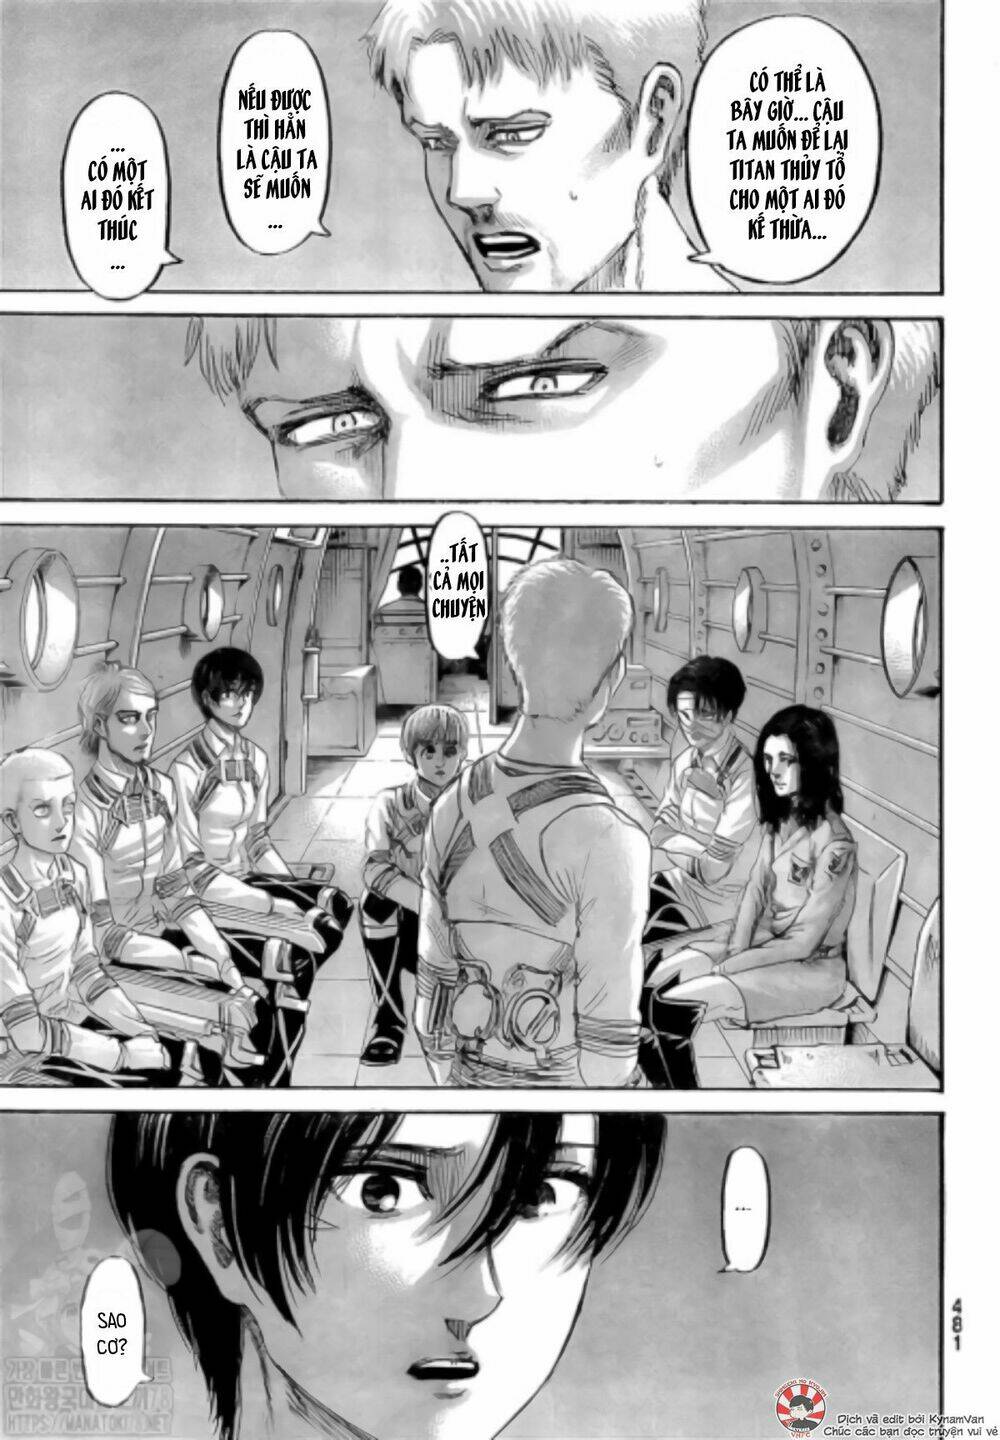 CÓ THỂ LÀ
BÂY GIỜ... CẬU
TA MUỐN ĐỂ LẠI
TITAN THỦY TỔ
CHO MỘT AI ĐÓ
KẾ THỪA...
NẾU ĐƯỢC
THÌ HẲN
LÀ CẬU TA
SẼ MUỐN
...
...
CÓ MỘT
AI ĐÓ KẾT
THÚC
...
..TẤT
CẢ MỌI
CHUYỆN
...
SAO
CƠ?
481
Dịch và edit bởi KynamVan
Chúc các bạn đọc truyện vui vẻ